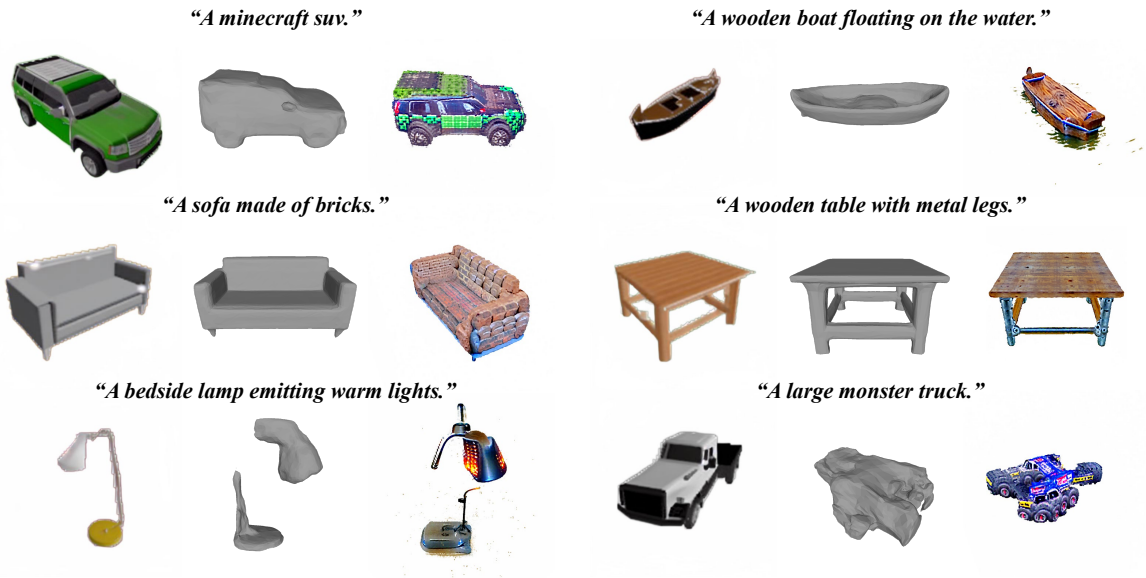 “A minecraft suv.”
“A wooden boat floating on the water.”
“A sofa made of bricks.”
“A wooden table with metal legs.”
“A bedside lamp emitting warm lights.”
“A large monster truck.”